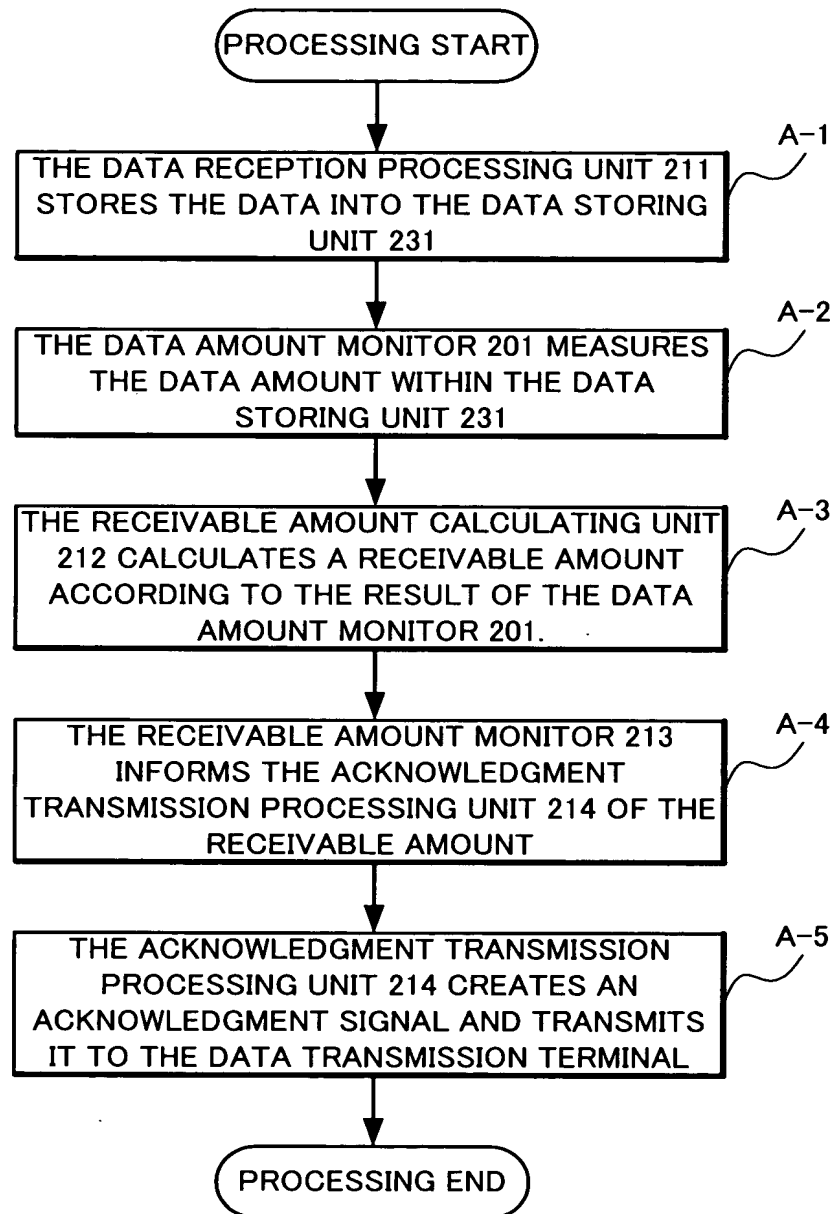 PROCESSING START
A-1
THE DATA RECEPTION PROCESSING UNIT 211
STORES THE DATA INTO THE DATA STORING
UNIT 231
A-2
THE DATA AMOUNT MONITOR 201 MEASURES
THE DATA AMOUNT WITHIN THE DATA
STORING UNIT 231
A-3
THE RECEIVABLE AMOUNT CALCULATING UNIT
212 CALCULATES A RECEIVABLE AMOUNT
ACCORDING TO THE RESULT OF THE DATA
AMOUNT MONITOR 201.
A-4
THE RECEIVABLE AMOUNT MONITOR 213
INFORMS THE ACKNOWLEDGMENT
TRANSMISSION PROCESSING UNIT 214 OF THE
RECEIVABLE AMOUNT
A-5
THE ACKNOWLEDGMENT TRANSMISSION
PROCESSING UNIT 214 CREATES AN
ACKNOWLEDGMENT SIGNAL AND TRANSMITS
IT TO THE DATA TRANSMISSION TERMINAL
PROCESSING END